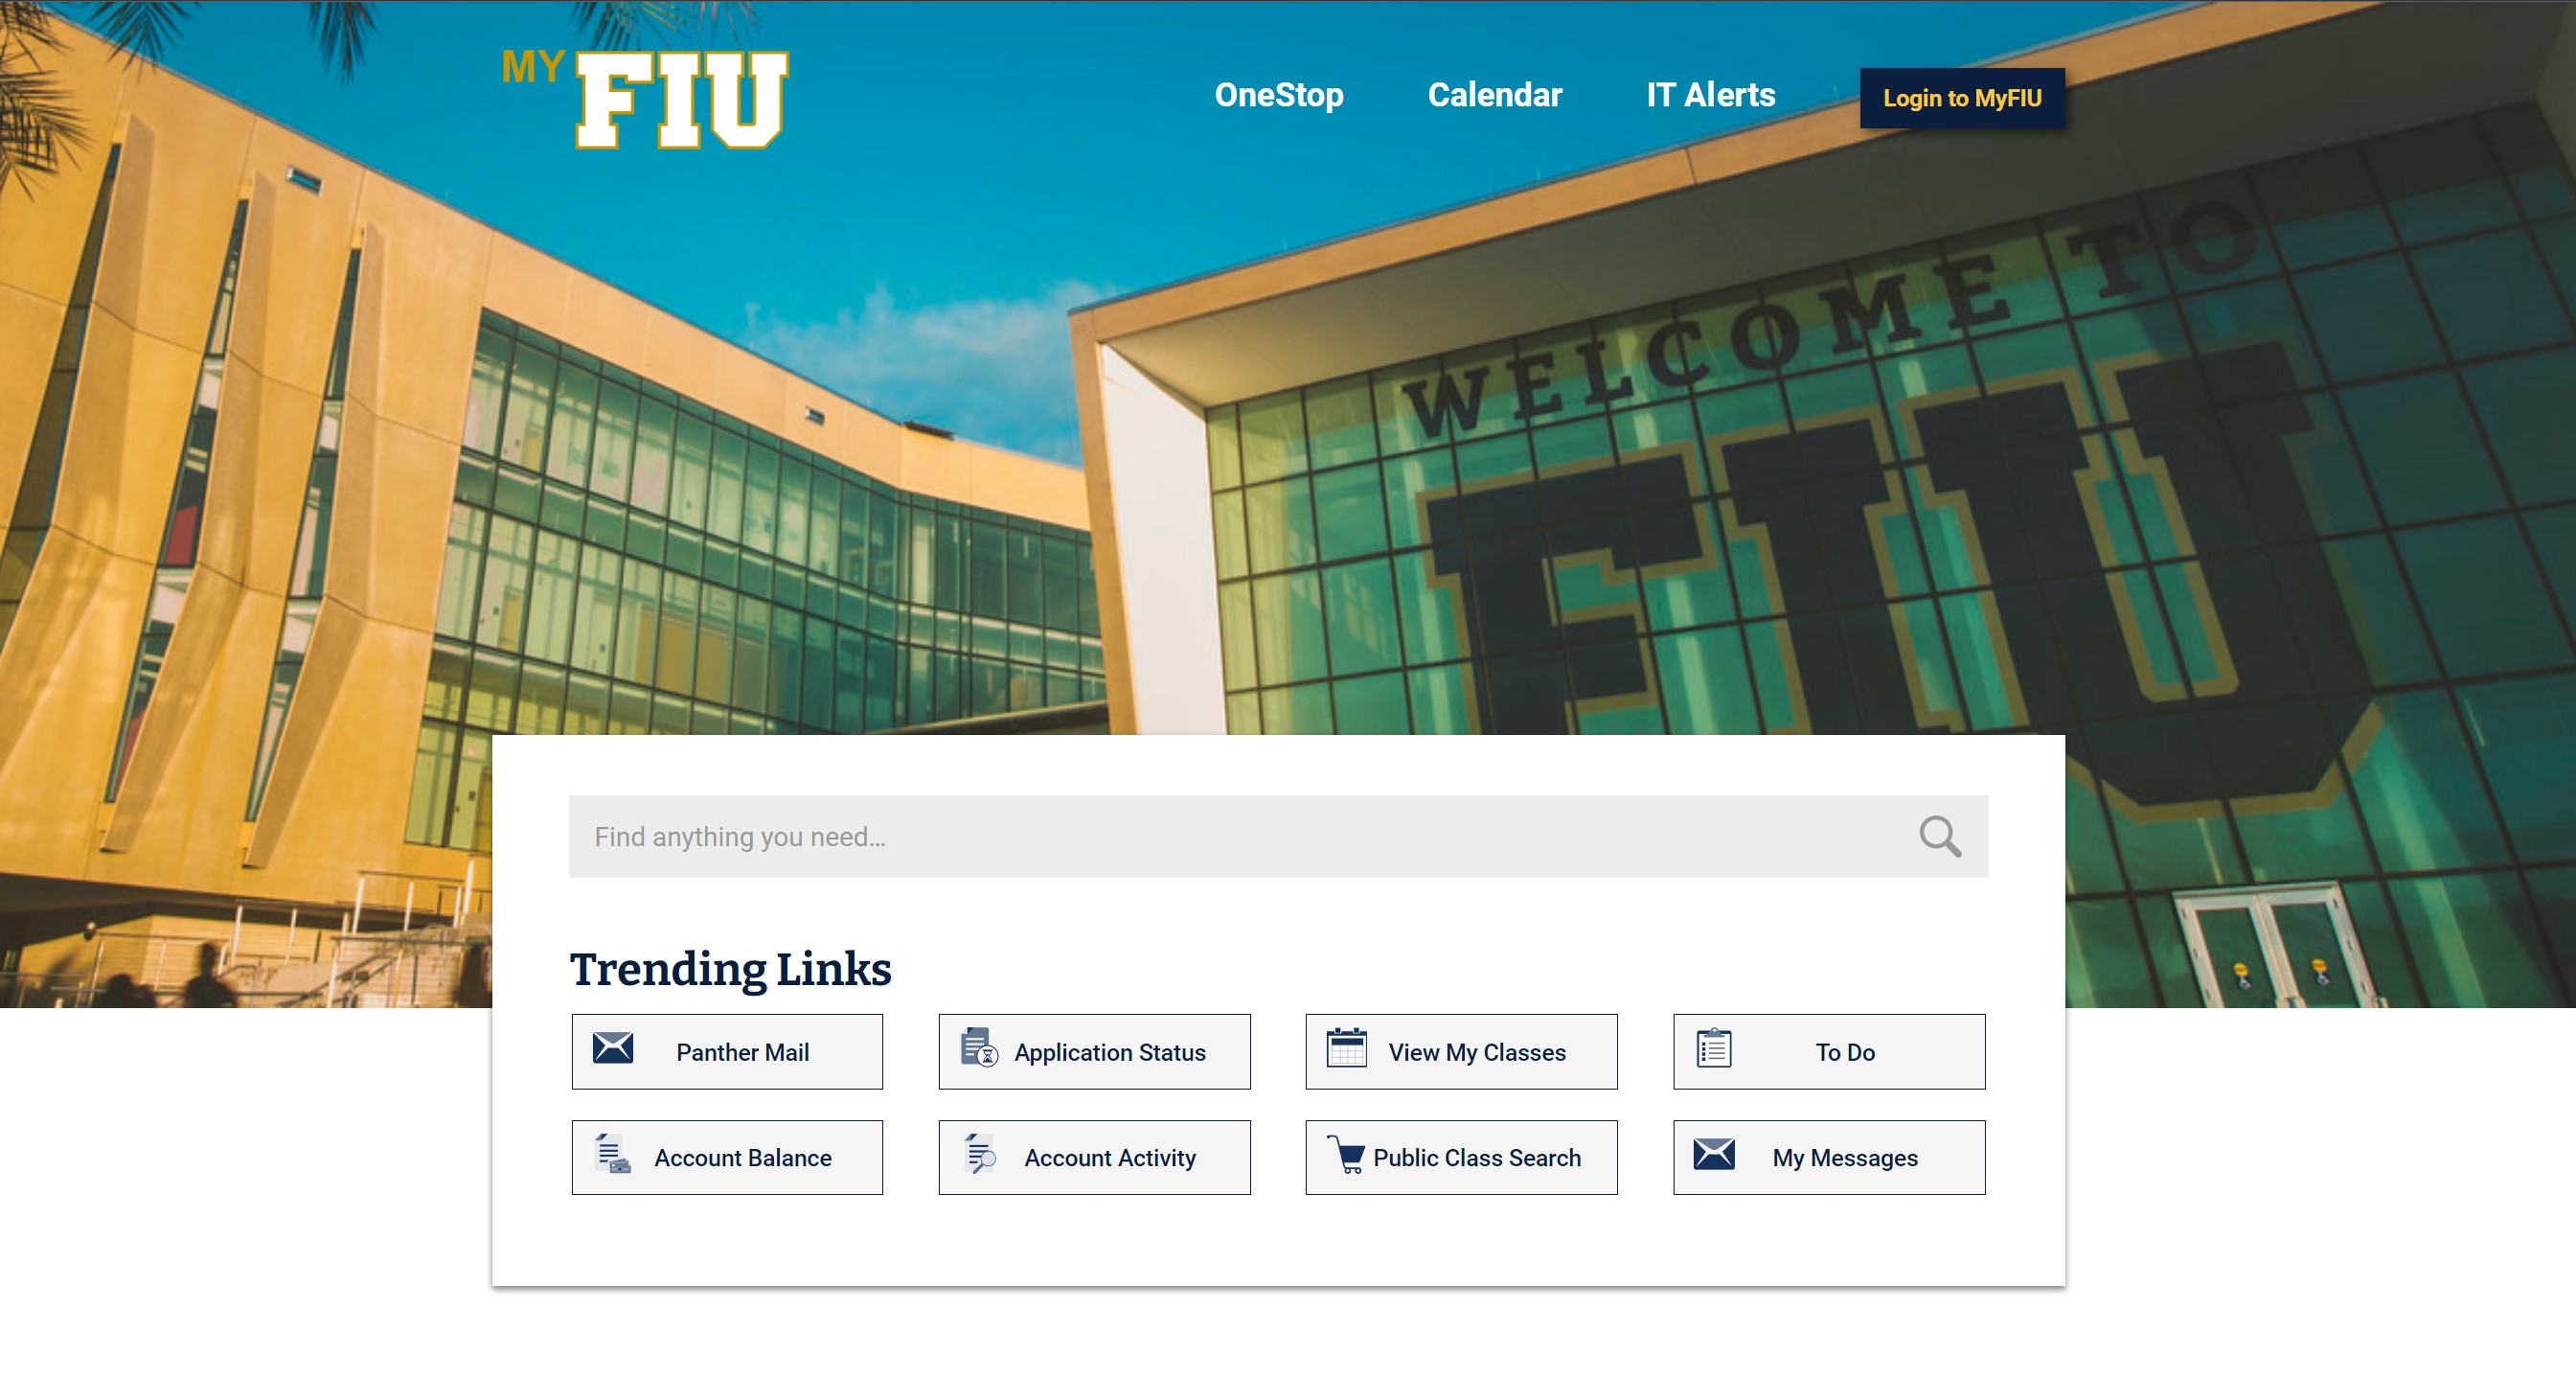 MY FIU
OneStop
Calendar
IT Alerts
Login to MyFIU
WELCOME TO
FIU
Find anything you need...
Trending Links
Panther Mail
Application Status
View My Classes
To Do
Account Balance
Account Activity
Public Class Search
My Messages